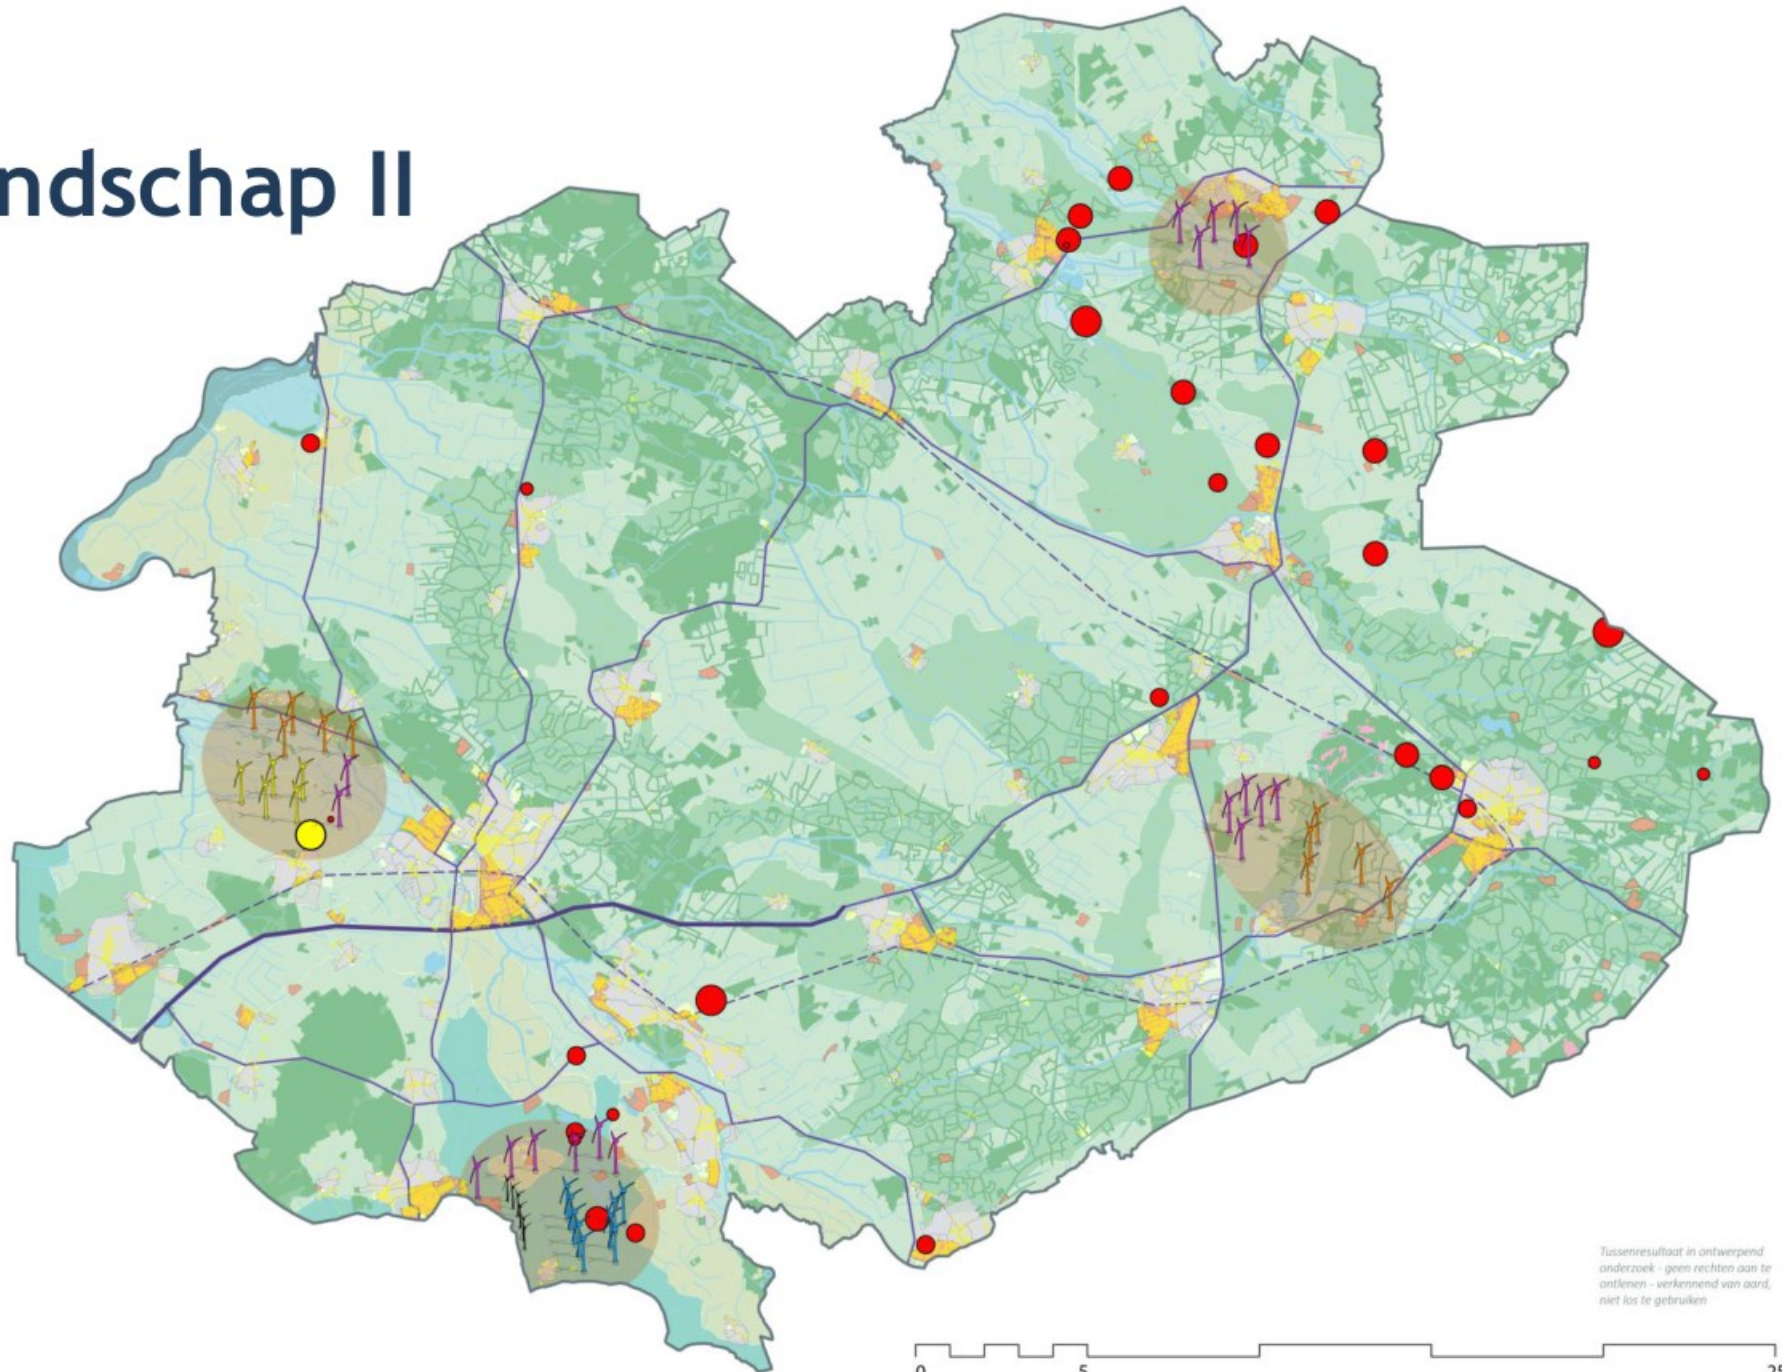 ndschap II
Tussenresultaat in ontwerpend
onderzoek - geen rechten aan te
ontlenen - verkennend van aard,
niet los te gebruiken
0 5 25